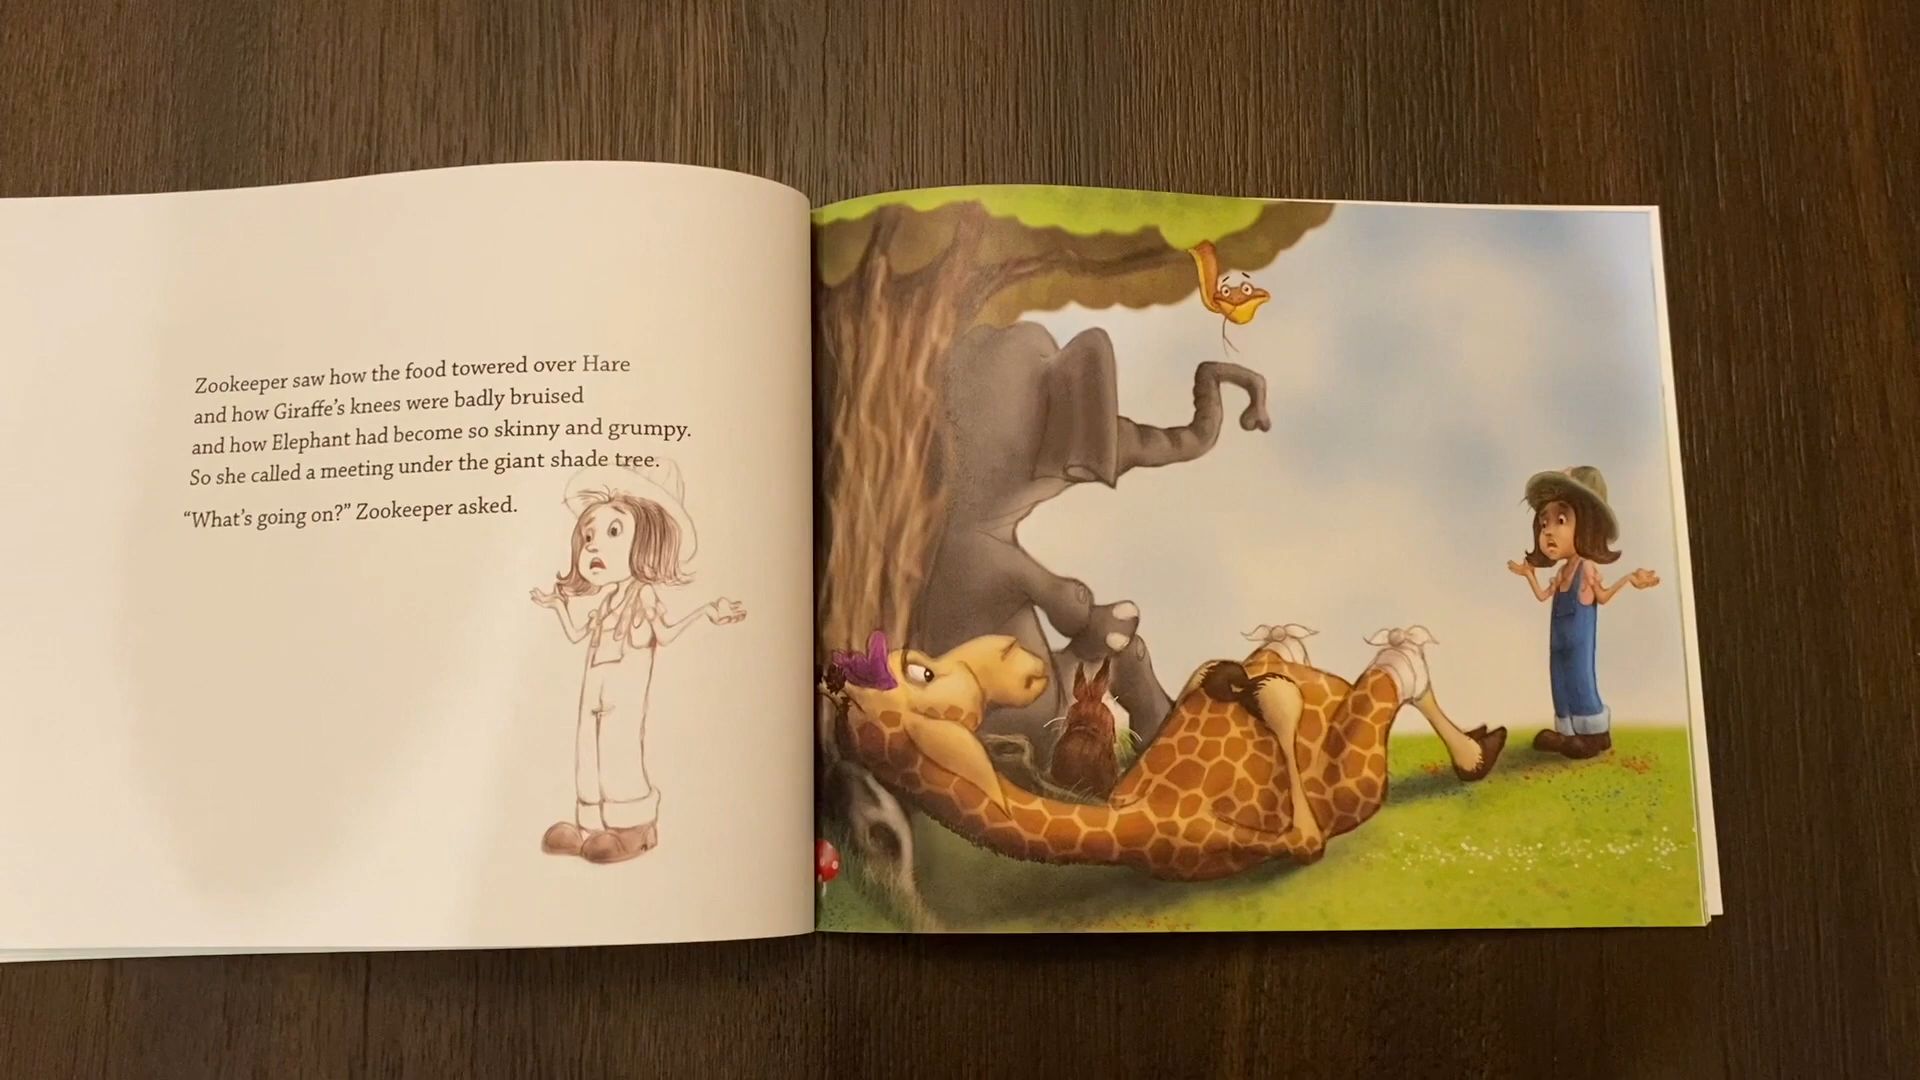 Zookeeper saw how the food towered over Hare
and how Giraffe’s knees were badly bruised
and how Elephant had become so skinny and grumpy.
So she called a meeting under the giant shade tree.
“What’s going on?” Zookeeper asked.